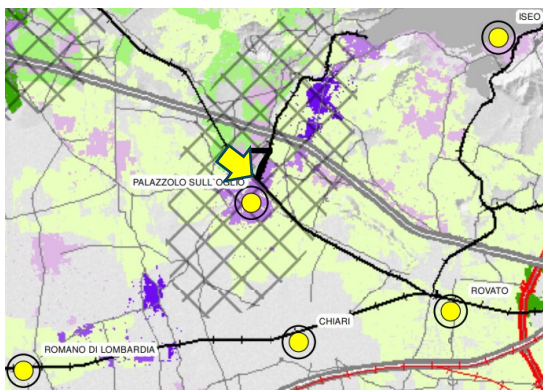 ISEO
7
PALAZZOLO SULL`OGLIO
ROVATO
CHIARI
ROMANO DI LOMBARDIA